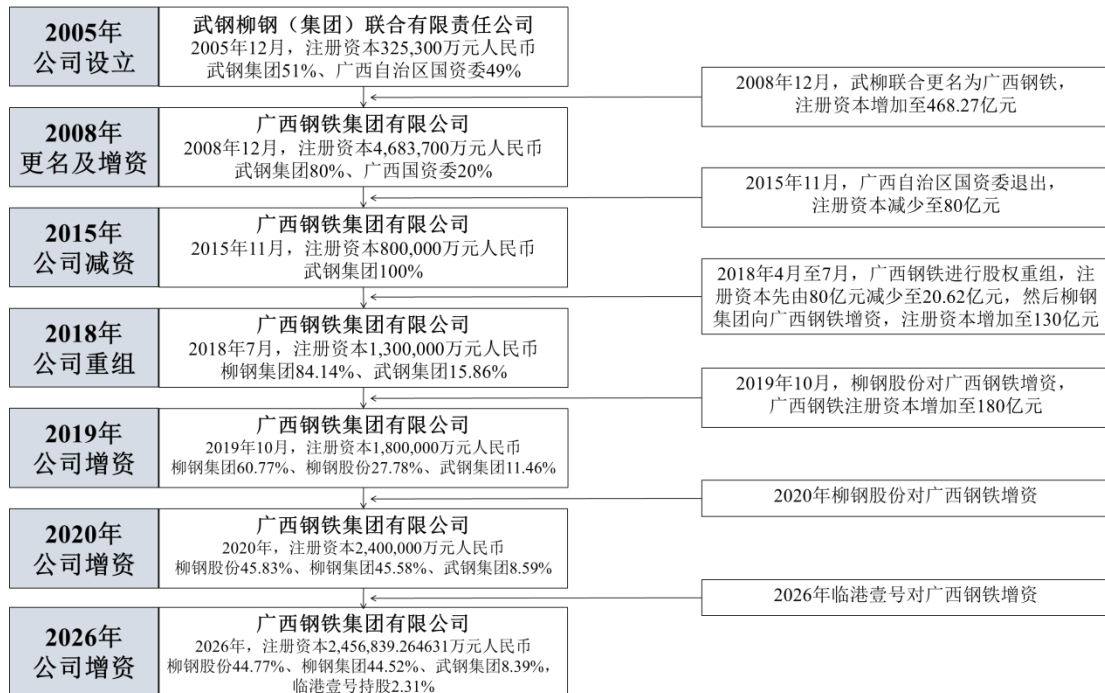 2005年
公司设立
武钢柳钢（集团）联合有限责任公司
2005年12月，注册资本325,300万元人民币
武钢集团51%、广西自治区国资委49%
2008年12月，武柳联合更名为广西钢铁，
注册资本增加至468.27亿元
2008年
更名及增资
广西钢铁集团有限公司
2008年12月，注册资本4,683,700万元人民币
武钢集团80%、广西国资委20%
2015年11月，广西自治区国资委退出，
注册资本减少至80亿元
2015年
公司减资
广西钢铁集团有限公司
2015年11月，注册资本800,000万元人民币
武钢集团100%
2018年4月至7月，广西钢铁进行股权重组，注
册资本先由80亿元减少至20.62亿元，然后柳钢
集团向广西钢铁增资，注册资本增加至130亿元
2018年
公司重组
广西钢铁集团有限公司
2018年7月，注册资本1,300,000万元人民币
柳钢集团84.14%、武钢集团15.86%
2019年10月，柳钢股份对广西钢铁增资，
广西钢铁注册资本增加至180亿元
2019年
公司增资
广西钢铁集团有限公司
2019年10月，注册资本1,800,000万元人民币
柳钢集团60.77%、柳钢股份27.78%、武钢集团11.46%
2020年柳钢股份对广西钢铁增资
2020年
公司增资
广西钢铁集团有限公司
2020年，注册资本2,400,000万元人民币
柳钢股份45.83%、柳钢集团45.58%、武钢集团8.59%
2026年临港壹号对广西钢铁增资
2026年
公司增资
广西钢铁集团有限公司
2026年，注册资本2,456,839.264631万元人民币
柳钢股份44.77%、柳钢集团44.52%、武钢集团8.39%，
临港壹号持股2.31%